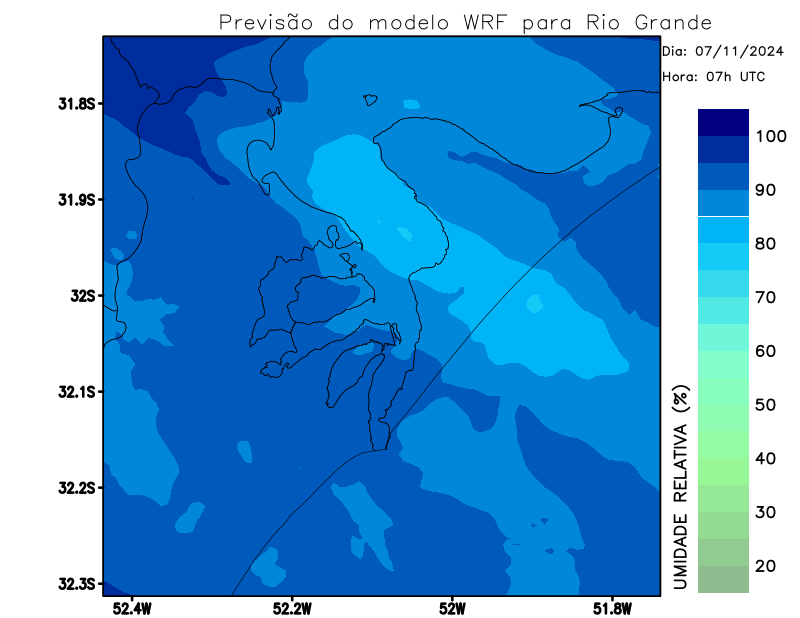 Previsão do modelo WRF para Rio Grande
Dia: 07/11/2024
Hora: 07h UTC
31.8S
31.9S
32S
32.1S
32.2S
32.3S
52.4W
52.2W
52W
51.8W
100
90
80
70
60
50
40
30
20
UMIDADE RELATIVA (%)